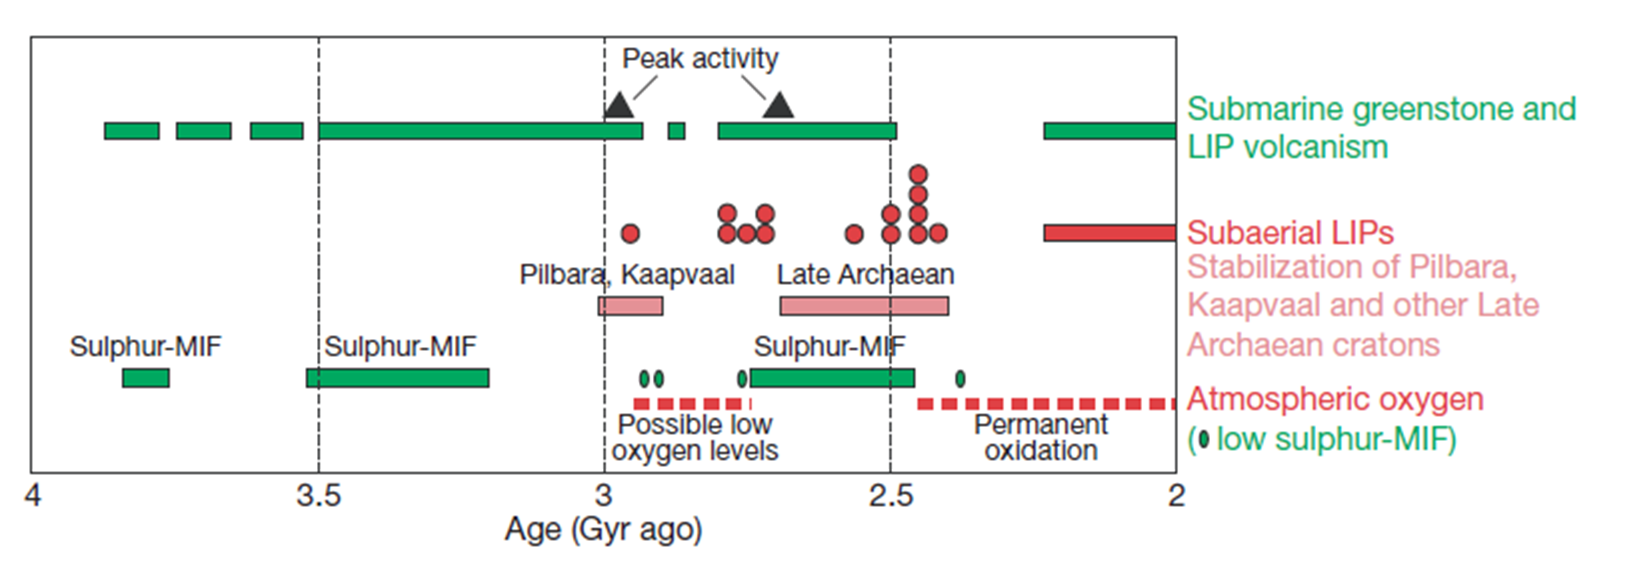 Peak activity
Submarine greenstone and
LIP volcanism
Subaerial LIPs
Pilbara, Kaapvaal
Late Archaean
Stabilization of Pilbara,
Kaapvaal and other Late
Archaean cratons
Sulphur-MIF
Sulphur-MIF
Sulphur-MIF
Atmospheric oxygen
(low sulphur-MIF)
Possible low
oxygen levels
Permanent
oxidation
4
3.5
3
2.5
2
Age (Gyr ago)